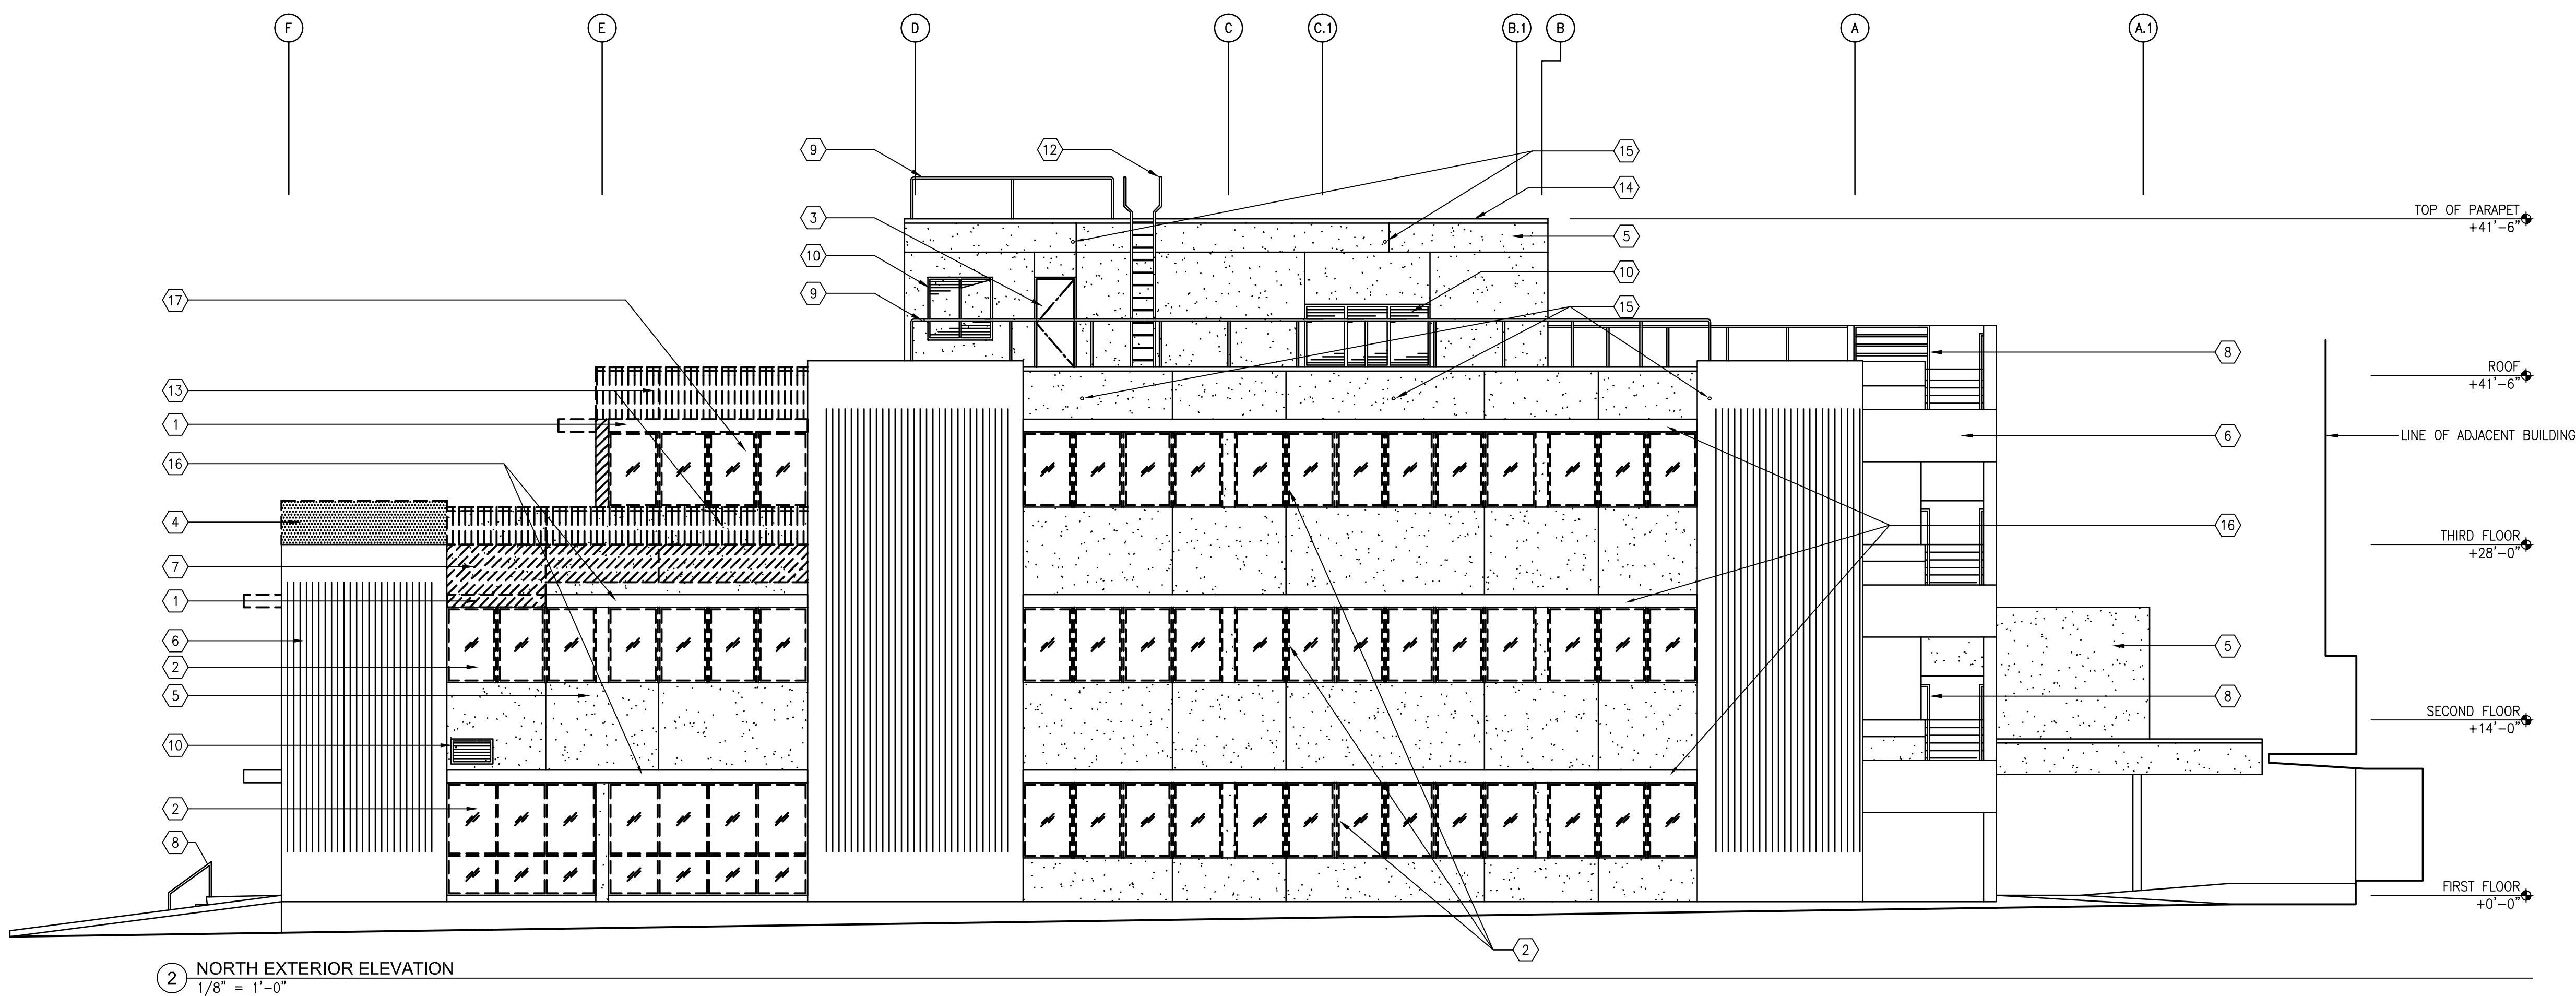 F E D C C.1 B.1 B A A.1
9 12 15
14
3 TOP OF PARAPET
+41'-6"
5
10 10
9 15
17
8
ROOF
+41'-6"
13
1
6 LINE OF ADJACENT BUILDING
16
4 16
THIRD FLOOR
+28'-0"
7
1
6 5
2
5 8
SECOND FLOOR
+14'-0"
10
2
8
FIRST FLOOR
+0'-0"
2
2 NORTH EXTERIOR ELEVATION
1/8" = 1'-0"